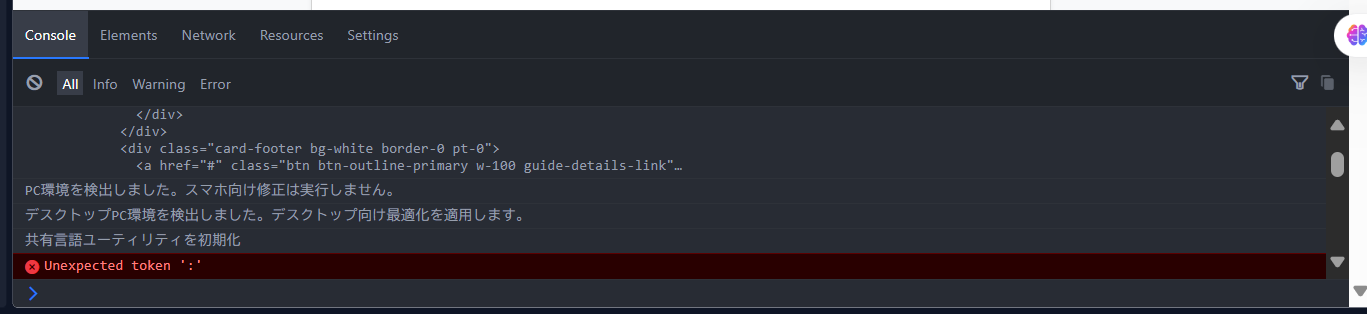 Console Elements Network Resources Settings
All Info Warning Error
</div>
</div>
<div class="card-footer bg-white border-0 pt-0">
<a href="#" class="btn btn-outline-primary w-100 guide-details-link"…
PC環境を検出しました。スマホ向け修正は実行しません。
デスクトップPC環境を検出しました。デスクトップ向け最適化を適用します。
共有言語ユーティリティを初期化
Unexpected token ':'